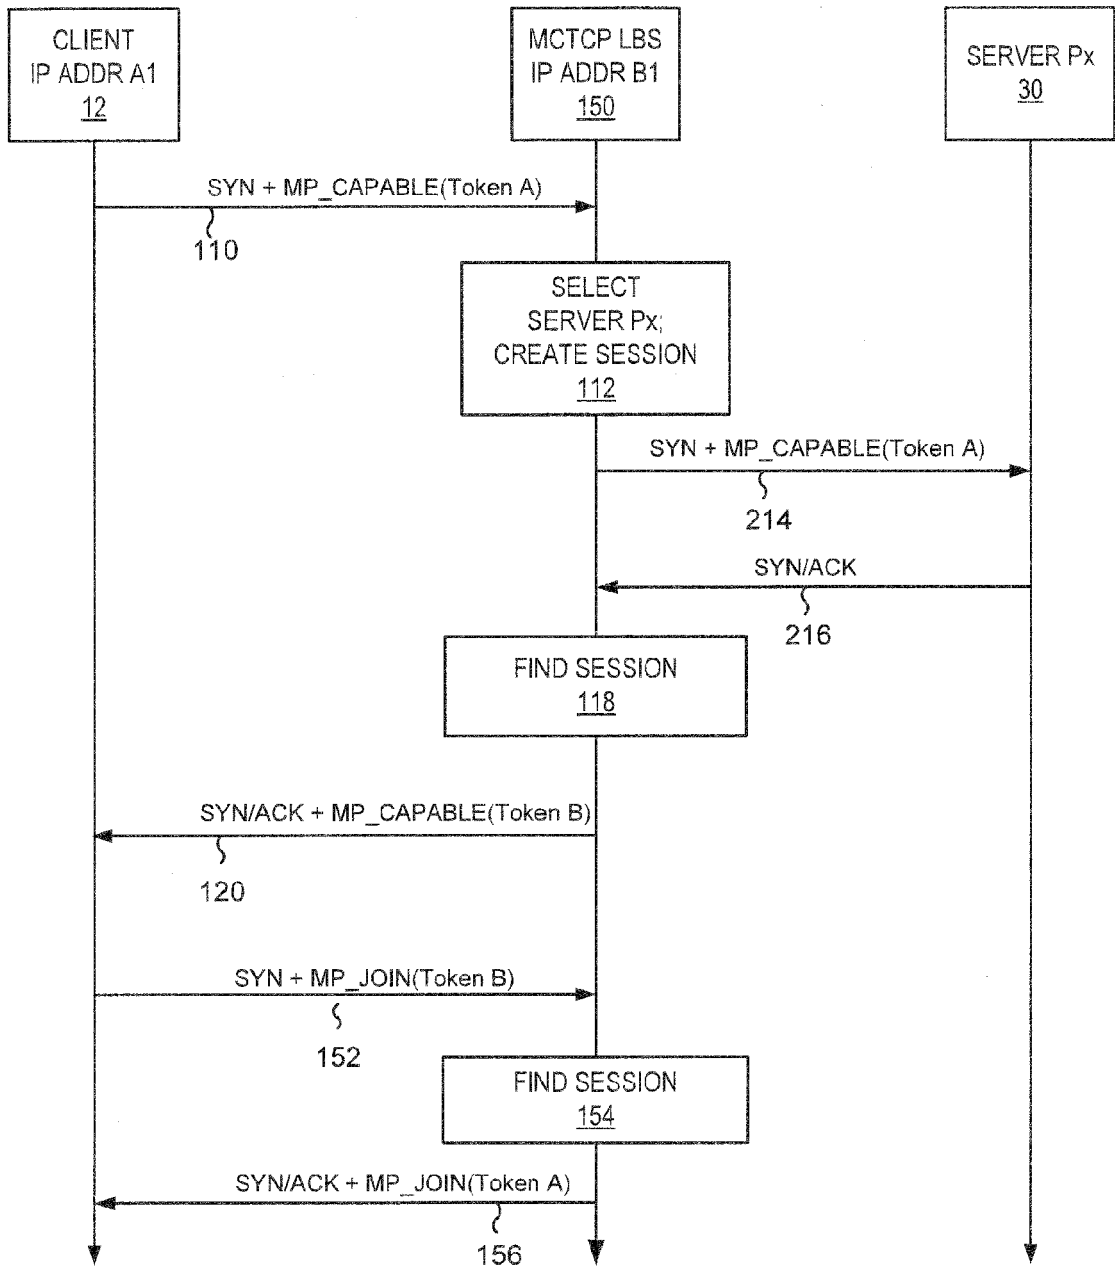 CLIENT
IP ADDR A1
12
MCTCP LBS
IP ADDR B1
150
SERVER Px
30
SYN + MP_CAPABLE(Token A)
110
SELECT
SERVER Px;
CREATE SESSION
112
SYN + MP_CAPABLE(Token A)
214
SYN/ACK
216
FIND SESSION
118
SYN/ACK + MP_CAPABLE(Token B)
120
SYN + MP_JOIN(Token B)
152
FIND SESSION
154
SYN/ACK + MP_JOIN(Token A)
156